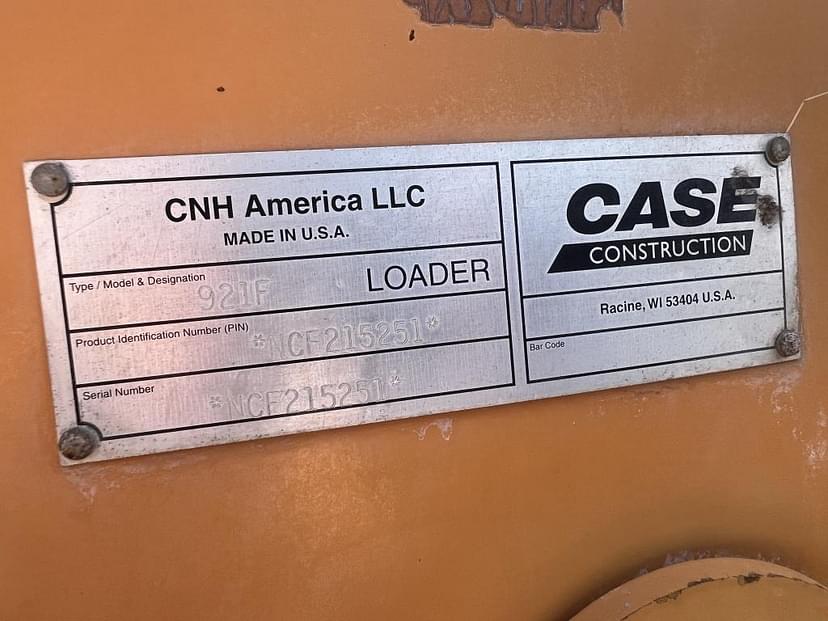 CNH America LLC
MADE IN U.S.A.
Type / Model & Designation
921F
LOADER
Product Identification Number (PIN)
*NCF215251*
Serial Number
*NCF215251*
CASE
CONSTRUCTION
Racine, WI 53404 U.S.A.
Bar Code